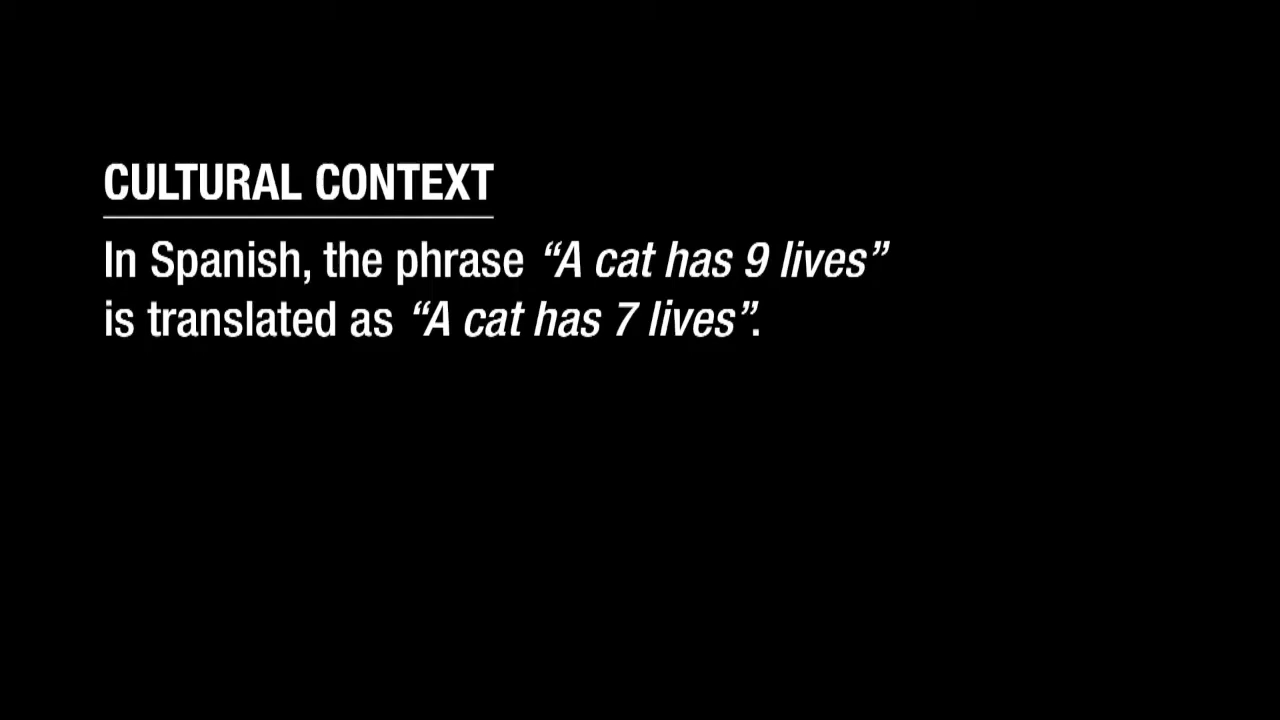 CULTURAL CONTEXT
In Spanish, the phrase “A cat has 9 lives”
is translated as “A cat has 7 lives”.